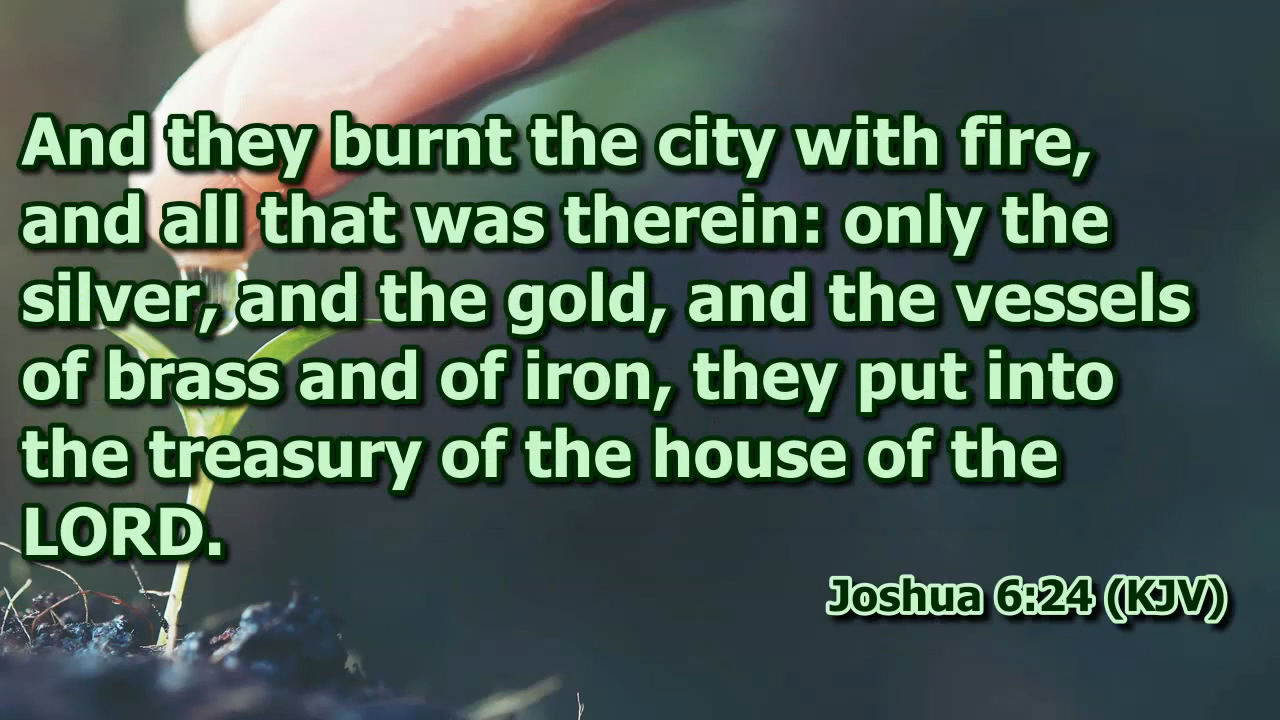 And they burnt the city with fire,
and all that was therein: only the
silver, and the gold, and the vessels
of brass and of iron, they put into
the treasury of the house of the
LORD.
Joshua 6:24 (KJV)